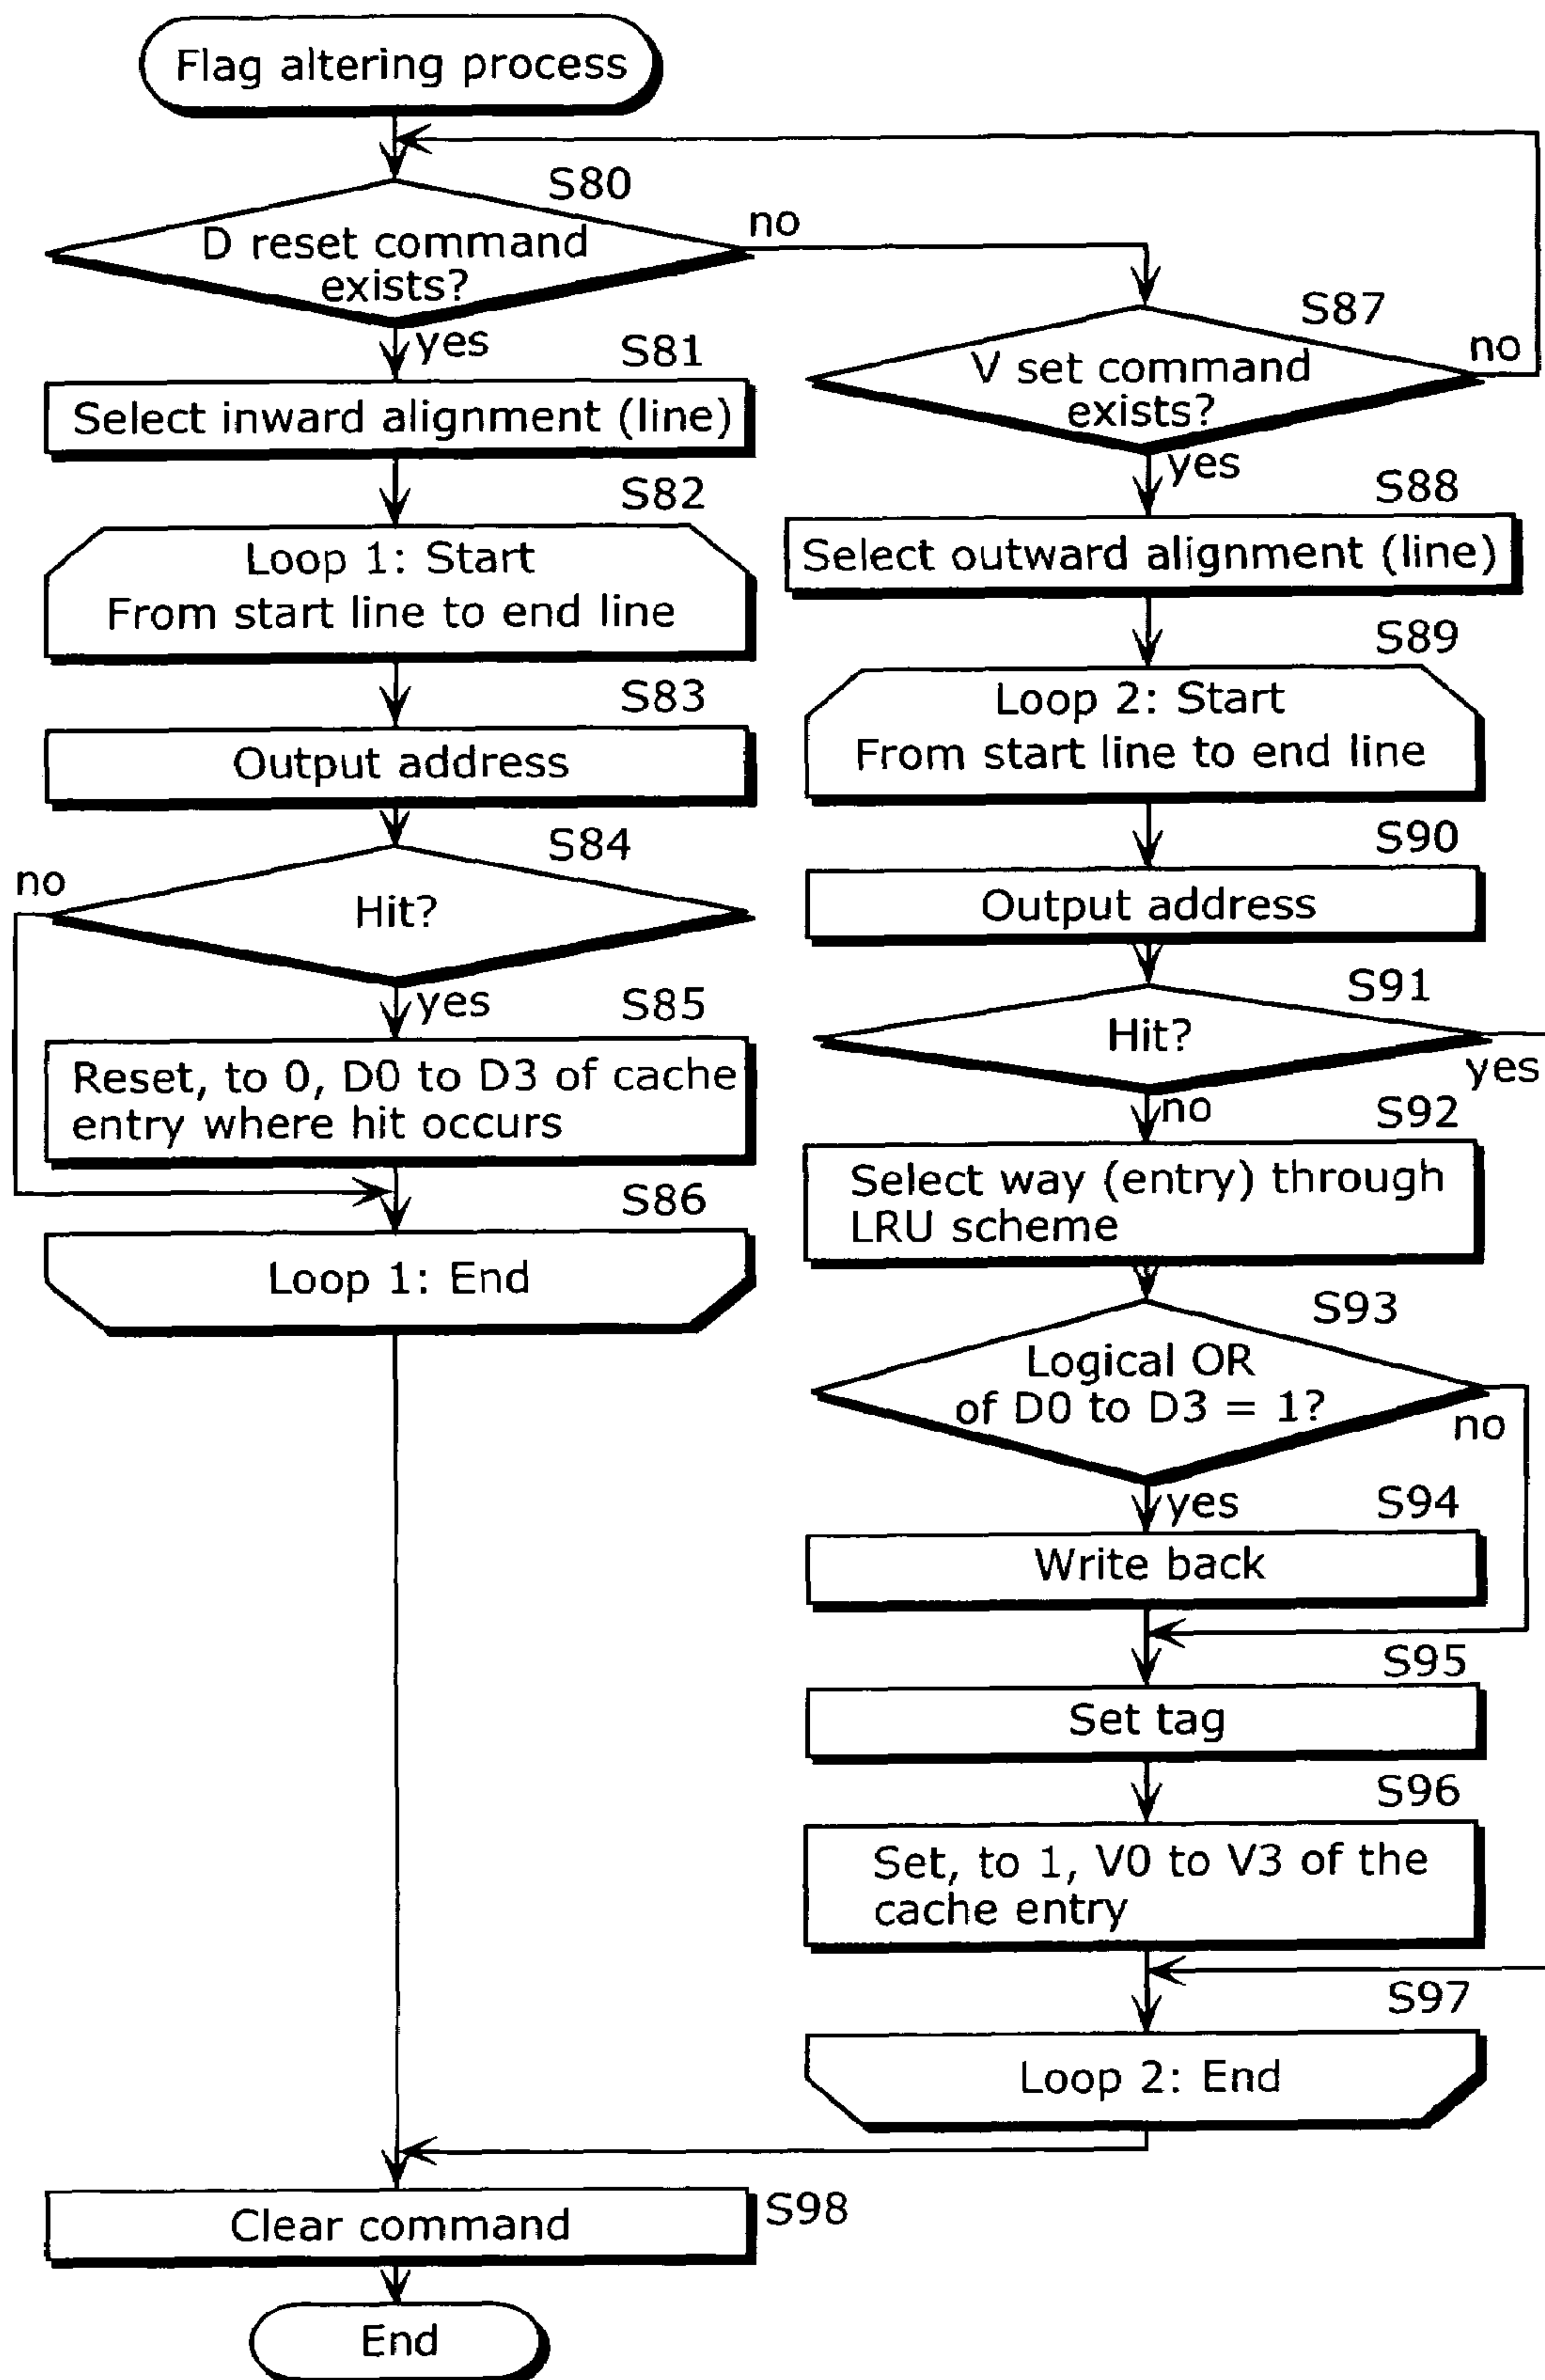 Flag altering process
S80
D reset command
exists?
no
yes
S81
Select inward alignment (line)
S82
Loop 1: Start
From start line to end line
S83
Output address
S84
Hit?
no
yes
S85
Reset, to 0, D0 to D3 of cache
entry where hit occurs
S86
Loop 1: End
S87
V set command
exists?
no
yes
S88
Select outward alignment (line)
S89
Loop 2: Start
From start line to end line
S90
Output address
S91
Hit?
yes
no
S92
Select way (entry) through
LRU scheme
S93
Logical OR
of D0 to D3 = 1?
no
yes
S94
Write back
S95
Set tag
S96
Set, to 1, V0 to V3 of the
cache entry
S97
Loop 2: End
Clear command
S98
End